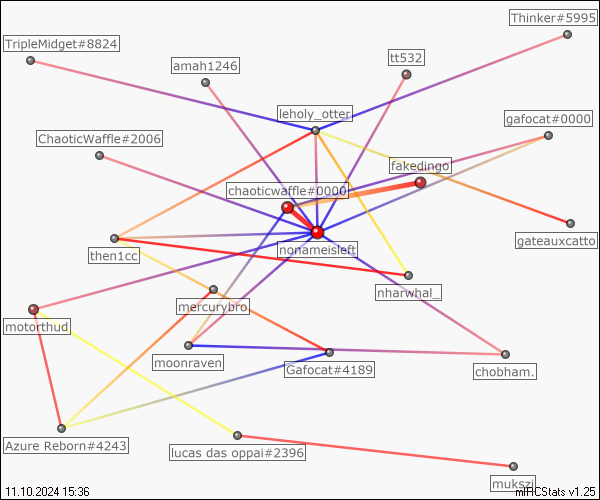 Thinker#5995
TripleMidget#8824
tt532
amah1246
leholy_otter
gafocat#0000
ChaoticWaffle#2006
fakedingo
chaoticwaffle#0000
gateauxcatto
nonameisleft
then1cc
nharwhal_
mercurybro
motorthud
moonraven
Gafocat#4189
chobham.
Azure Reborn#4243
lucas das oppai#2396
mukszi
11.10.2024 15:36
mIRCStats v1.25